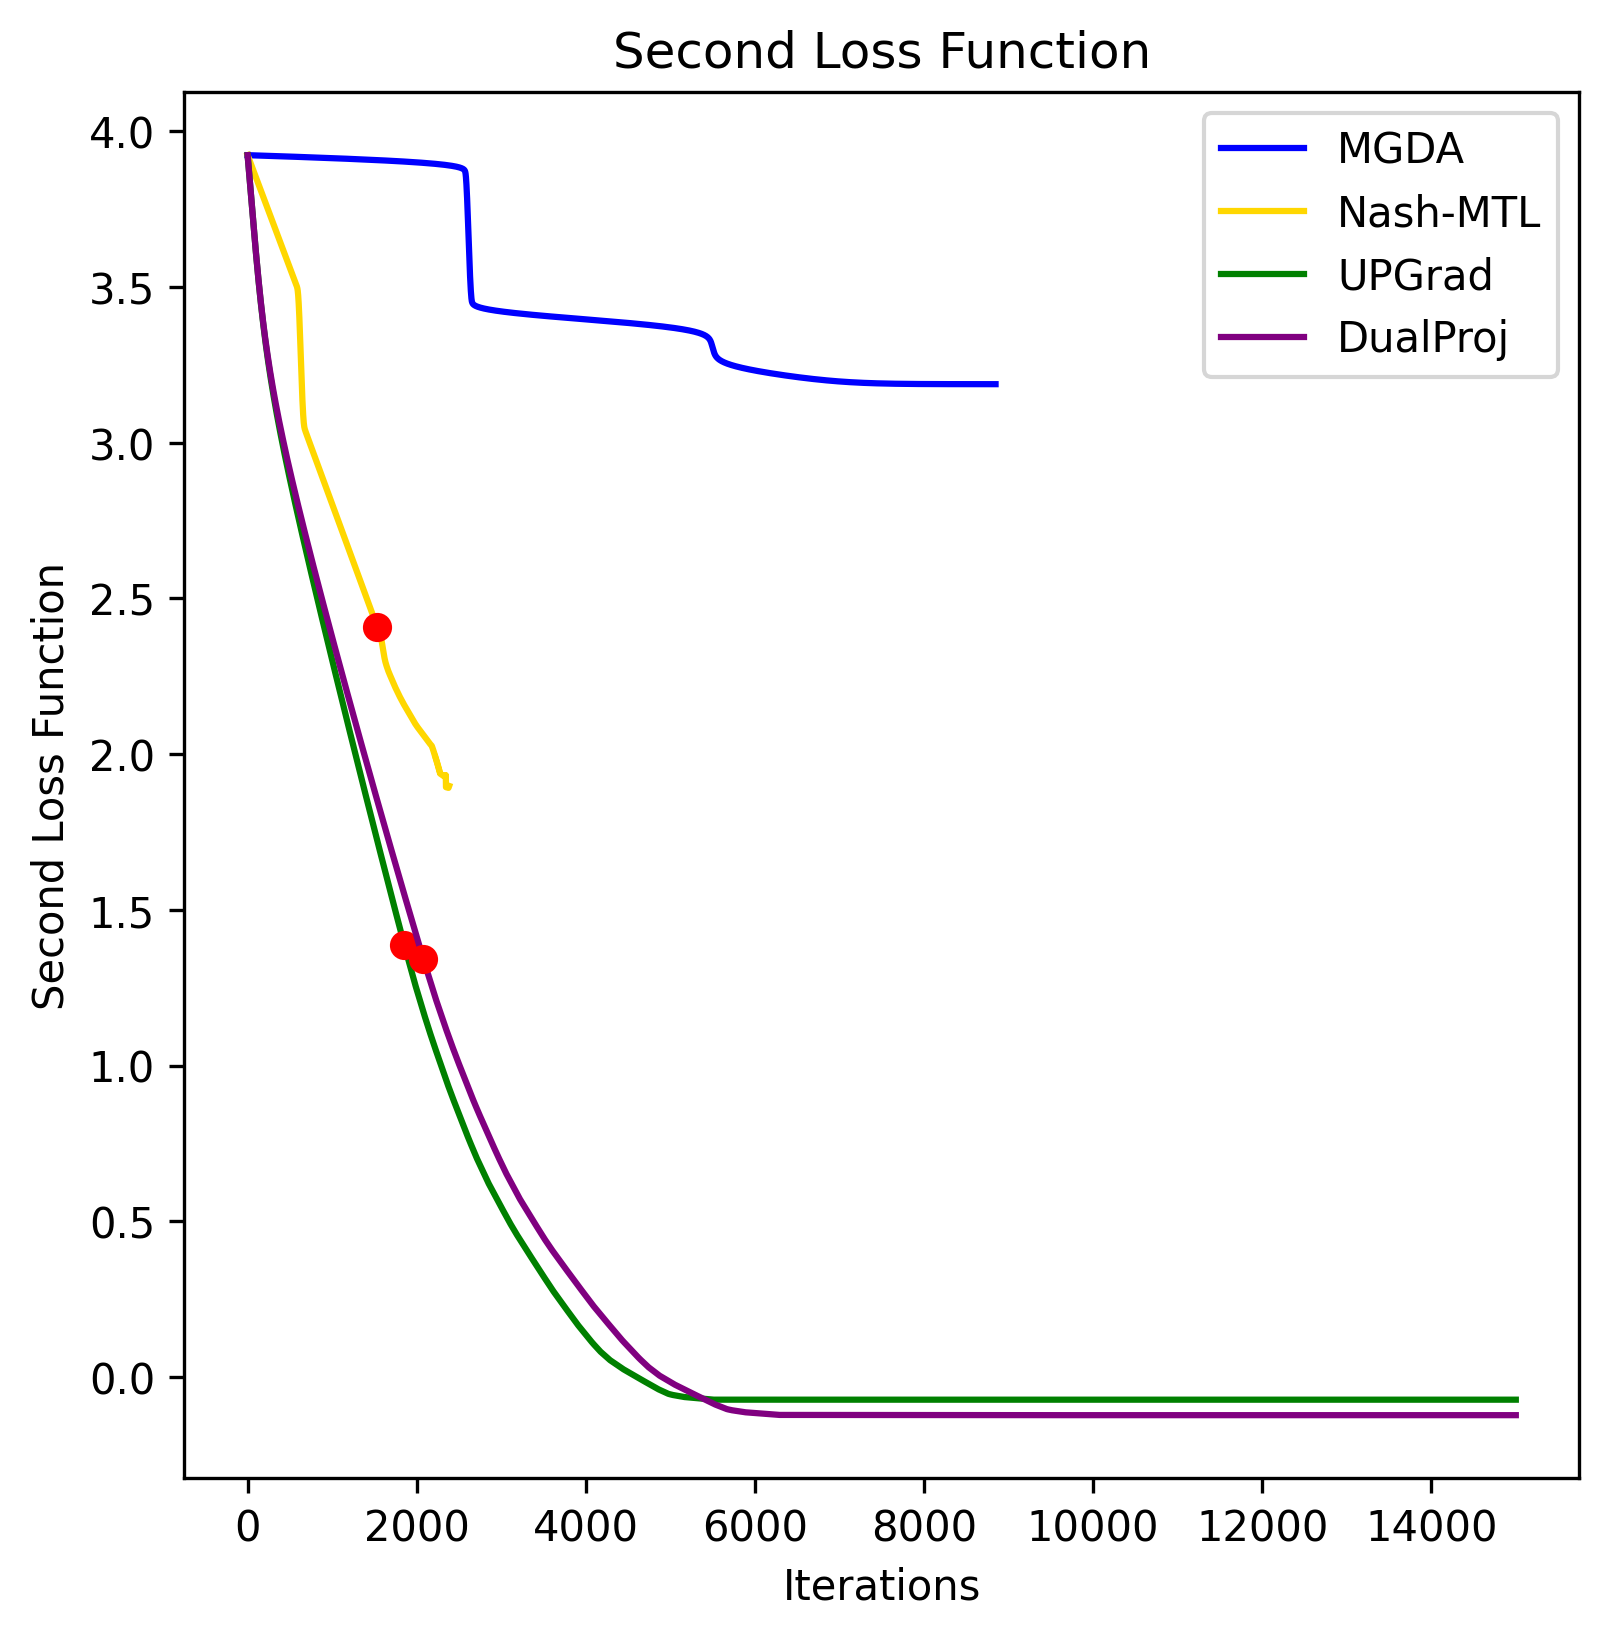 Second Loss Function
MGDA
Nash-MTL
UPGrad
DualProj
Second Loss Function
4.0
3.5
3.0
2.5
2.0
1.5
1.0
0.5
0.0
0 2000 4000 6000 8000 10000 12000 14000
Iterations